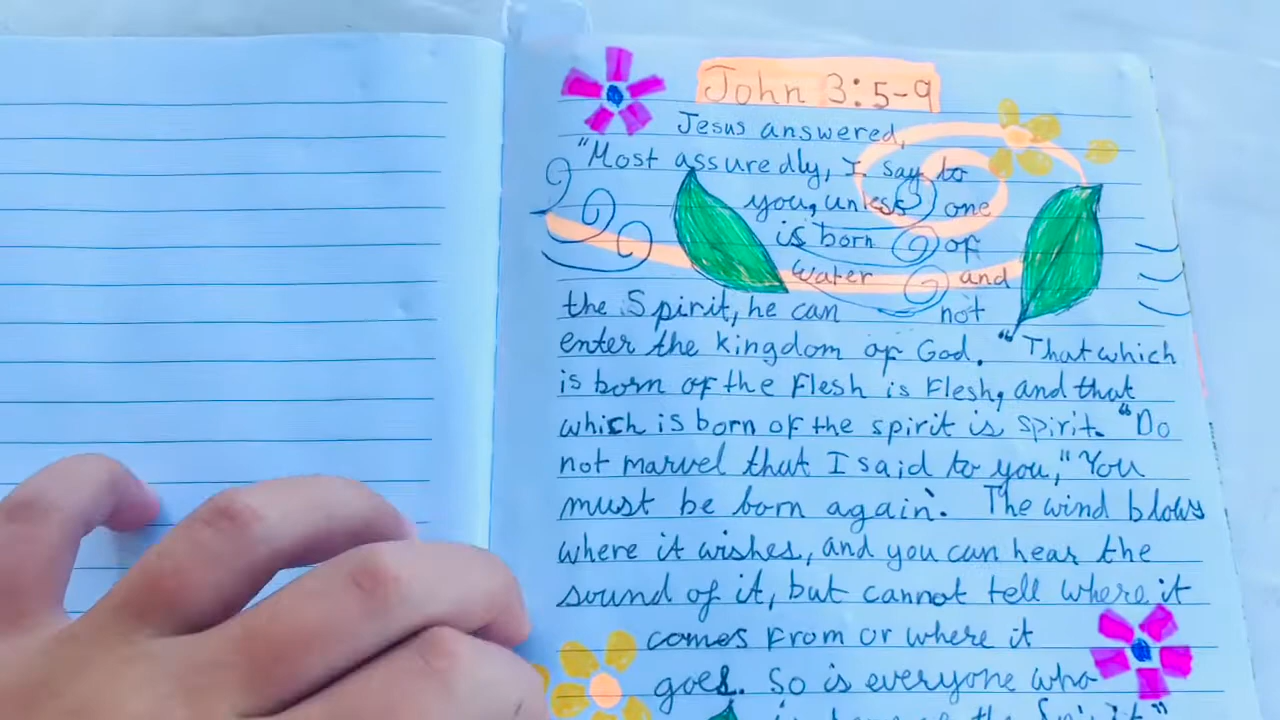 John 3:5-9
Jesus answered,
"Most assuredly, I say to
you, unless one
is born of
water and
the Spirit, he can not
enter the kingdom of God. "That which
is born of the Flesh is Flesh, and that
which is born of the spirit is spirit. "Do
not marvel that I said to you," You
must be born again'. The wind blows
where it wishes, and you can hear the
sound of it, but cannot tell where it
comes From or where it
goes. So is everyone who
the Spirit"